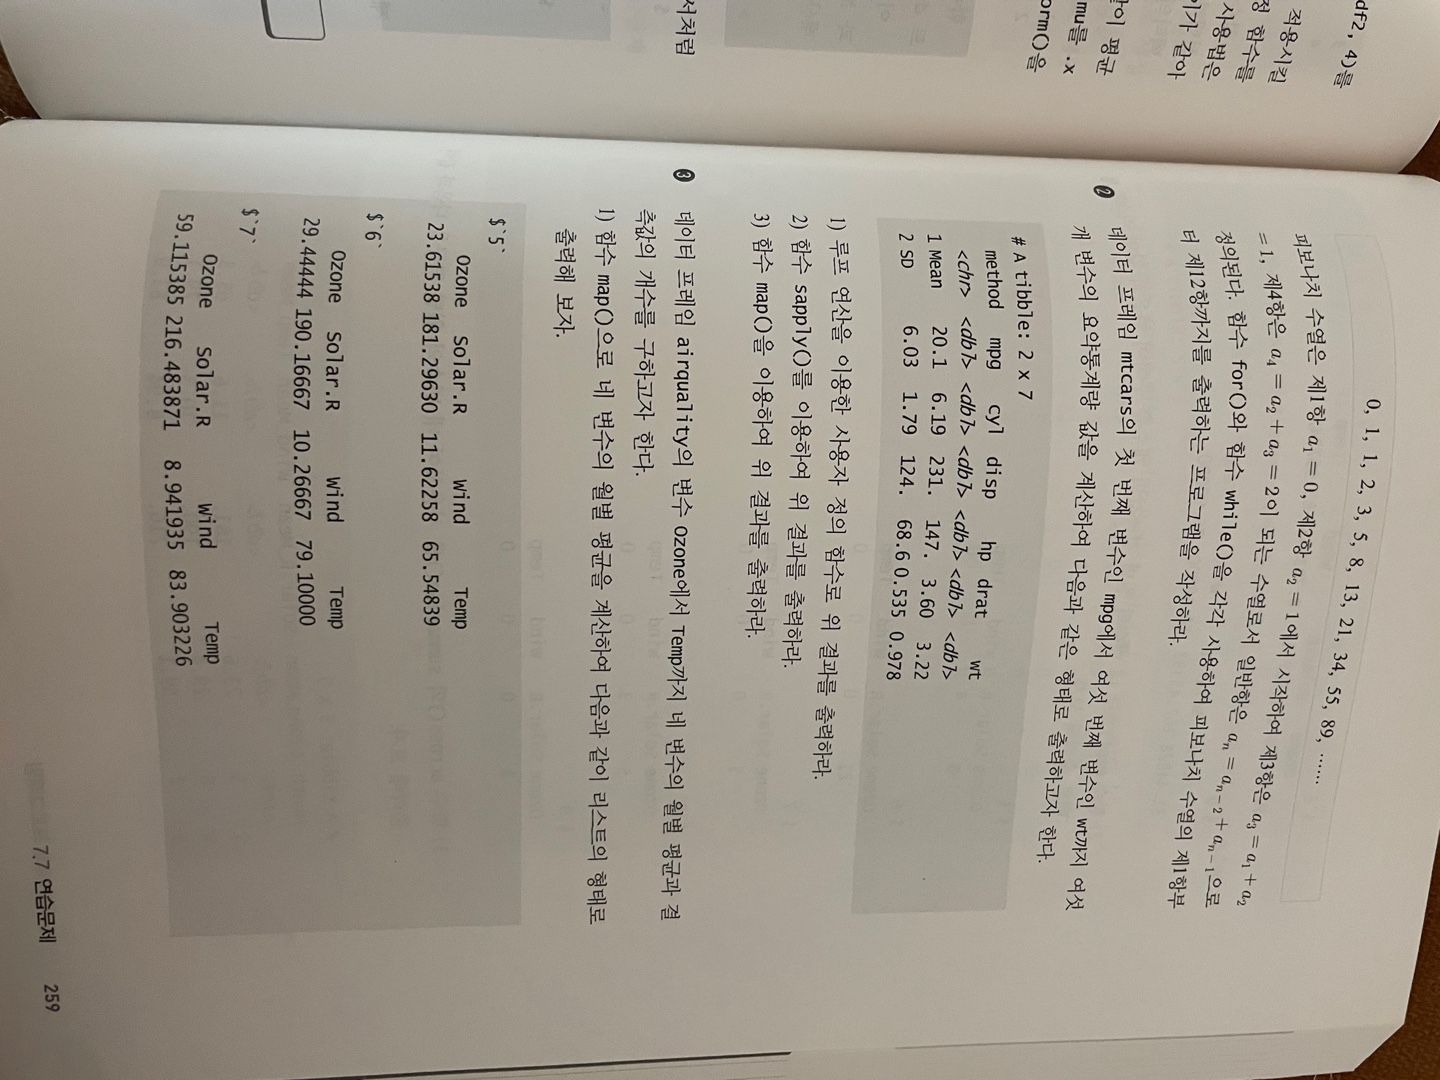 df2, 4)를
적용시킬
정 함수를
사용법은
이가 같아
같이 평균
mu를 .x
orm()을
서처럼
0, 1, 1, 2, 3, 5, 8, 13, 21, 34, 55, 89, ⋯⋯
피보나치 수열은 제1항 a₁ = 0, 제2항 a₂ = 1에서 시작하여 제3항은 a₃ = a₁ + a₂
= 1, 제4항은 a₄ = a₂ + a₃ = 2이 되는 수열로서 일반항은 aₙ = aₙ₋₂ + aₙ₋₁으로
정의된다. 함수 for()와 함수 while()을 각각 사용하여 피보나치 수열의 제1항부
터 제12항까지를 출력하는 프로그램을 작성하라.
❷ 데이터 프레임 mtcars의 첫 번째 변수인 mpg에서 여섯 번째 변수인 wt까지 여섯
개 변수의 요약통계량 값을 계산하여 다음과 같은 형태로 출력하고자 한다.
# A tibble: 2 x 7
method mpg cyl disp hp drat wt
<chr> <dbl> <dbl> <dbl> <dbl> <dbl> <dbl>
1 Mean 20.1 6.19 231. 147. 3.60 3.22
2 SD 6.03 1.79 124. 68.6 0.535 0.978
1) 루프 연산을 이용한 사용자 정의 함수로 위 결과를 출력하라.
2) 함수 sapply()를 이용하여 위 결과를 출력하라.
3) 함수 map()을 이용하여 위 결과를 출력하라.
❸ 데이터 프레임 airquality의 변수 Ozone에서 Temp까지 네 변수의 월별 평균과 결
측값의 개수를 구하고자 한다.
1) 함수 map()으로 네 변수의 월별 평균을 계산하여 다음과 같이 리스트의 형태로
출력해 보자.
$`5`
Ozone Solar.R Wind Temp
23.61538 181.29630 11.62258 65.54839
$`6`
Ozone Solar.R Wind Temp
29.44444 190.16667 10.26667 79.10000
$`7`
Ozone Solar.R Wind Temp
59.115385 216.483871 8.941935 83.903226
7.7 연습문제 259